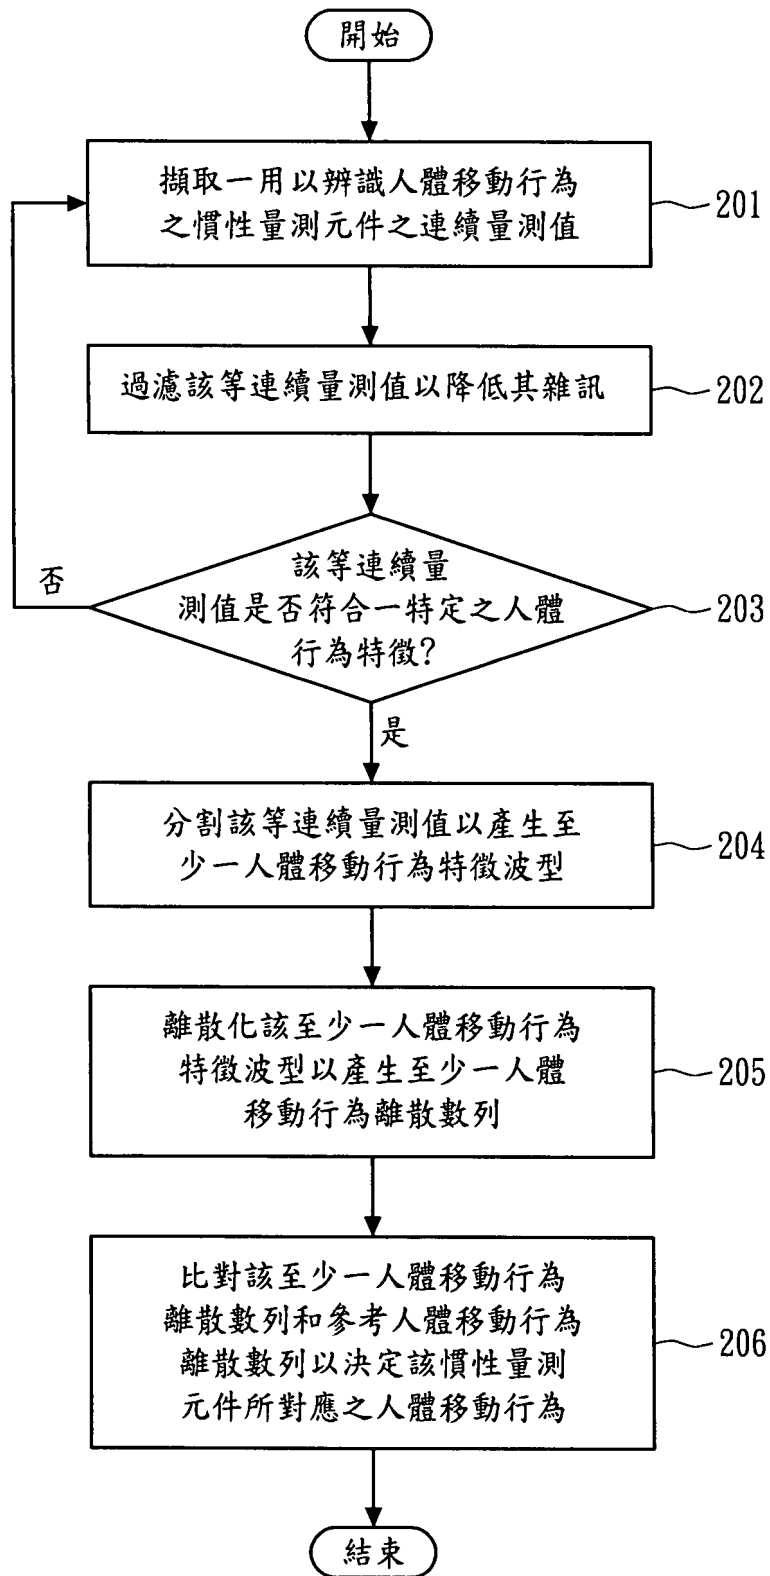 開始
擷取一用以辨識人體移動行為
之慣性量測元件之連續量測值
201
過濾該等連續量測值以降低其雜訊
202
該等連續量
測值是否符合一特定之人體
行為特徵?
203
否
是
分割該等連續量測值以產生至
少一人體移動行為特徵波型
204
離散化該至少一人體移動行為
特徵波型以產生至少一人體
移動行為離散數列
205
比對該至少一人體移動行為
離散數列和參考人體移動行為
離散數列以決定該慣性量測
元件所對應之人體移動行為
206
結束